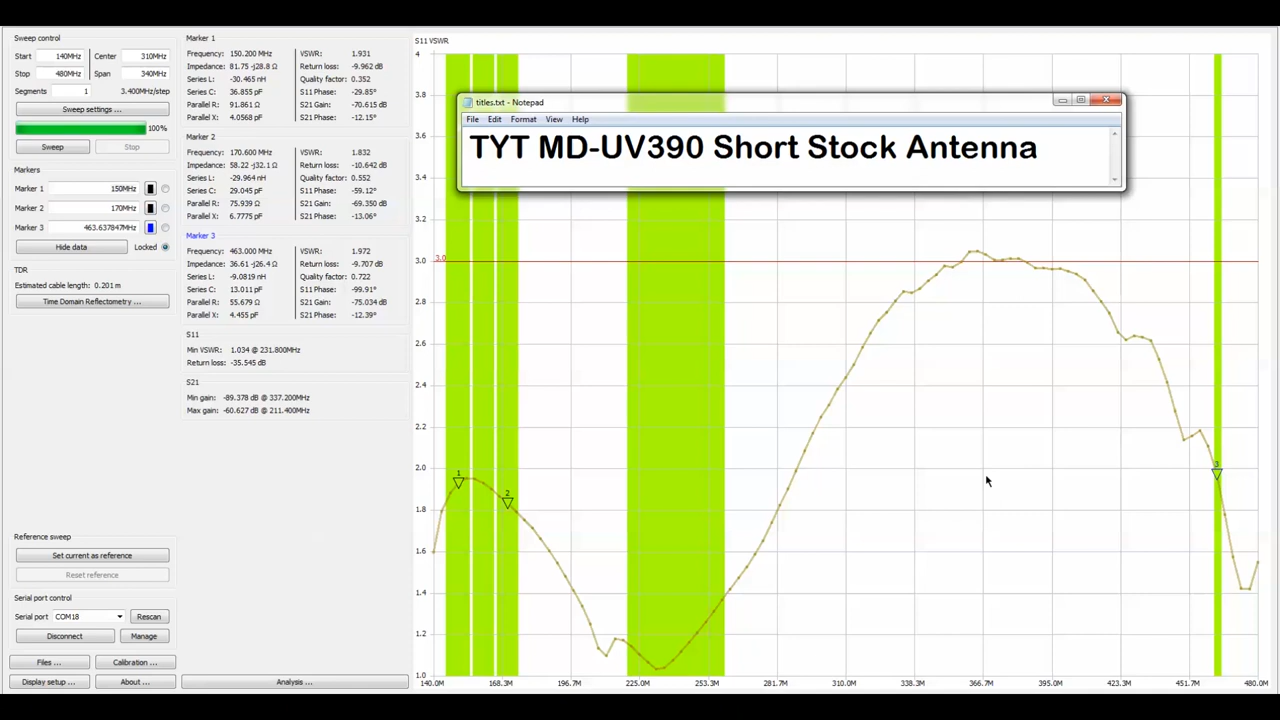 Sweep control
Start 140MHz Center 310MHz
Stop 480MHz Span 340MHz
Segments 1 3.400MHz/step
Sweep settings ...
100%
Sweep Stop
Markers
Marker 1 150MHz
Marker 2 170MHz
Marker 3 463.637847MHz
Hide data Locked
TDR
Estimated cable length: 0.201 m
Time Domain Reflectometry ...
Reference sweep
Set current as reference
Reset reference
Serial port control
Serial port COM18 Rescan
Disconnect Manage
Files ... Calibration ...
Display setup ... About ...
Marker 1
Frequency: 150.200 MHz VSWR: 1.931
Impedance: 81.75 -j28.8 Ω Return loss: -9.962 dB
Series L: -30.465 nH Quality factor: 0.352
Series C: 36.855 pF S11 Phase: -29.85°
Parallel R: 91.861 Ω S21 Gain: -70.615 dB
Parallel X: 4.0568 pF S21 Phase: -12.15°
Marker 2
Frequency: 170.600 MHz VSWR: 1.832
Impedance: 58.22 -j32.1 Ω Return loss: -10.642 dB
Series L: -29.964 nH Quality factor: 0.552
Series C: 29.045 pF S11 Phase: -59.12°
Parallel R: 75.939 Ω S21 Gain: -69.350 dB
Parallel X: 6.7775 pF S21 Phase: -13.06°
Marker 3
Frequency: 463.000 MHz VSWR: 1.972
Impedance: 36.61 -j26.4 Ω Return loss: -9.707 dB
Series L: -9.0819 nH Quality factor: 0.722
Series C: 13.011 pF S11 Phase: -99.91°
Parallel R: 55.679 Ω S21 Gain: -75.034 dB
Parallel X: 4.455 pF S21 Phase: -12.39°
S11
Min VSWR: 1.034 @ 231.800MHz
Return loss: -35.545 dB
S21
Min gain: -89.378 dB @ 337.200MHz
Max gain: -60.627 dB @ 211.400MHz
Analysis ...
S11 VSWR
4
3.8
3.6
3.4
3.2
3.0 3.0
2.8
2.6
2.4
2.2
2.0
1.8
1.6
1.4
1.2
1.0
1
2
3
140.0M 168.3M 196.7M 225.0M 253.3M 281.7M 310.0M 338.3M 366.7M 395.0M 423.3M 451.7M 480.0M
titles.txt - Notepad
File Edit Format View Help
TYT MD-UV390 Short Stock Antenna